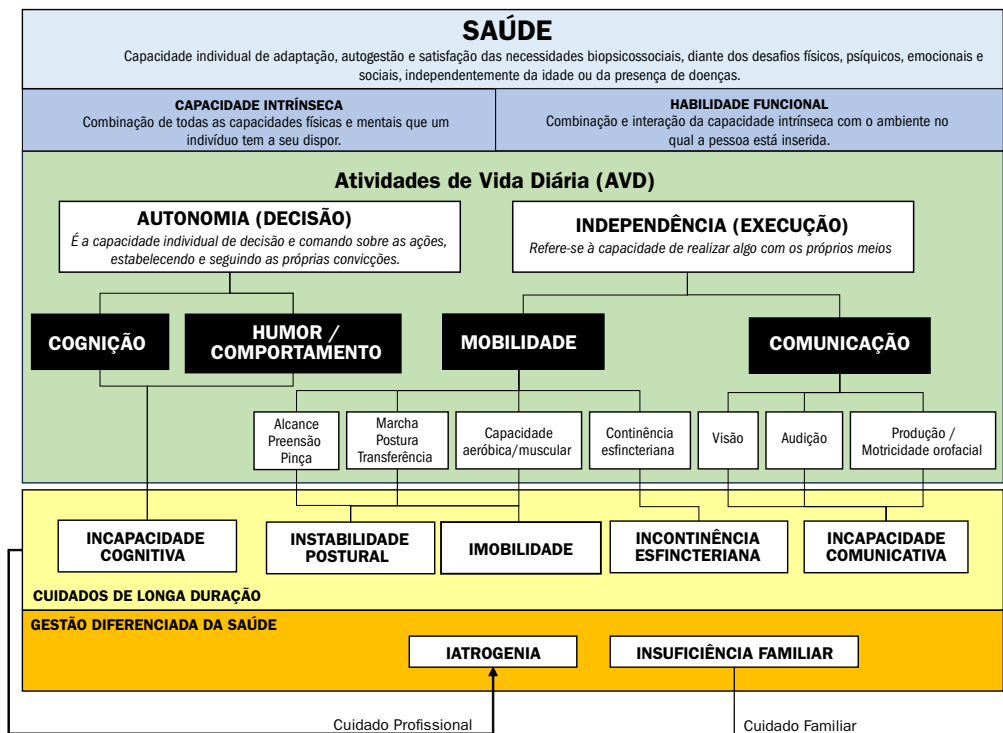 SAÚDE
Capacidade individual de adaptação, autogestão e satisfação das necessidades biopsicossociais, diante dos desafios físicos, psíquicos, emocionais e
sociais, independentemente da idade ou da presença de doenças.
CAPACIDADE INTRÍNSECA
Combinação de todas as capacidades físicas e mentais que um
indivíduo tem a seu dispor.
HABILIDADE FUNCIONAL
Combinação e interação da capacidade intrínseca com o ambiente no
qual a pessoa está inserida.
Atividades de Vida Diária (AVD)
AUTONOMIA (DECISÃO)
É a capacidade individual de decisão e comando sobre as ações,
estabelecendo e seguindo as próprias convicções.
INDEPENDÊNCIA (EXECUÇÃO)
Refere-se à capacidade de realizar algo com os próprios meios
COGNIÇÃO
HUMOR /
COMPORTAMENTO
MOBILIDADE
COMUNICAÇÃO
Alcance
Preensão
Pinça
Marcha
Postura
Transferência
Capacidade
aeróbica/muscular
Continência
esfincteriana
Visão
Audição
Produção /
Motricidade orofacial
INCAPACIDADE
COGNITIVA
INSTABILIDADE
POSTURAL
IMOBILIDADE
INCONTINÊNCIA
ESFINCTERIANA
INCAPACIDADE
COMUNICATIVA
CUIDADOS DE LONGA DURAÇÃO
GESTÃO DIFERENCIADA DA SAÚDE
IATROGENIA
INSUFICIÊNCIA FAMILIAR
Cuidado Profissional
Cuidado Familiar